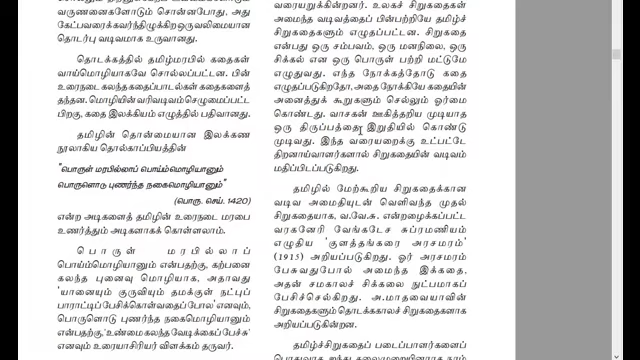 வருணனைகளோடும் சொன்னபோது, அது
கேட்பவரைக்கவர்ந்திழுக்கிறஒருவலிமையான
தொடர்பு வடிவமாக உருவானது.
தொடக்கத்தில் தமிழ்மரபில் கதைகள்
வாய்மொழியாகவே சொல்லப்பட்டன. பின்
உரைநடை கலந்தகதைப்பாடல்கள் கதைகளைத்
தந்தன. மொழியின்வரிவடிவம்செழுமைப்பட்ட
பிறகு, கதை இலக்கியம் எழுத்தில் பதிவானது.
தமிழின் தொன்மையான இலக்கண
நூலாகிய தொல்காப்பியத்தின்
"பொருள் மரபில்லாப் பொய்ம்மொழியானும்
பொருளொடு புணர்ந்த நகைமொழியானும்"
(பொரு. செய். 1420)
என்ற அடிகளைத் தமிழின் உரைநடை மரபை
உணர்த்தும் அடிகளாகக் கொள்ளலாம்.
பொருள் மரபில்லாப்
பொய்ம்மொழியானும் என்பதற்கு, கற்பனை
கலந்த புனைவு மொழியாக, அதாவது
'யானையும் குருவியும் தமக்குள் நட்புப்
பாராட்டிப்பேசிக்கொள்வதைப்போல'எனவும்,
பொருளொடு புணர்ந்த நகைமொழியானும்
என்பதற்கு,'உண்மைகலந்தவேடிக்கைப்பேச்சு'
எனவும் உரையாசிரியர் விளக்கம் தருவர்.
வரையறுக்கின்றனர். உலகச் சிறுகதைகள்
அமைந்த வடிவத்தைப் பின்பற்றியே தமிழ்ச்
சிறுகதைகளும் எழுதப்பட்டன. சிறுகதை
என்பது ஒரு சம்பவம், ஒரு மனநிலை, ஒரு
சிக்கல் என ஒரு பொருள் பற்றி மட்டுமே
எழுதுவது. எந்த நோக்கத்தோடு கதை
எழுதப்படுகிறதோ, அதை நோக்கியே கதையின்
அனைத்துக் கூறுகளும் செல்லும் ஓர்மை
கொண்டது. வாசகன் ஊகித்தறிய முடியாத
ஒரு திருப்பத்தை இறுதியில் கொண்டு
முடிவது. இந்த வரையறைக்கு உட்பட்டே
திறனாய்வாளர்களால் சிறுகதையின் வடிவம்
மதிப்பிடப்படுகிறது.
தமிழில் மேற்கூறிய சிறுகதைக்கான
வடிவ அமைதியுடன் வெளிவந்த முதல்
சிறுகதையாக, வ.வே.சு. என்றழைக்கப்பட்ட
வரகனேரி வேங்கடேச சுப்ரமணியம்
எழுதிய 'குளத்தங்கரை அரசமரம்'
(1915) அறியப்படுகிறது. ஓர் அரசமரம்
பேசுவதுபோல் அமைந்த இக்கதை,
அதன் சமகாலச் சிக்கலை நுட்பமாகப்
பேசிச்செல்கிறது. அ.மாதவையாவின்
சிறுகதைகளும் தொடக்ககாலச் சிறுகதைகளாக
அறியப்படுகின்றன.
தமிழ்ச்சிறுகதைப் படைப்பாளர்களைப்